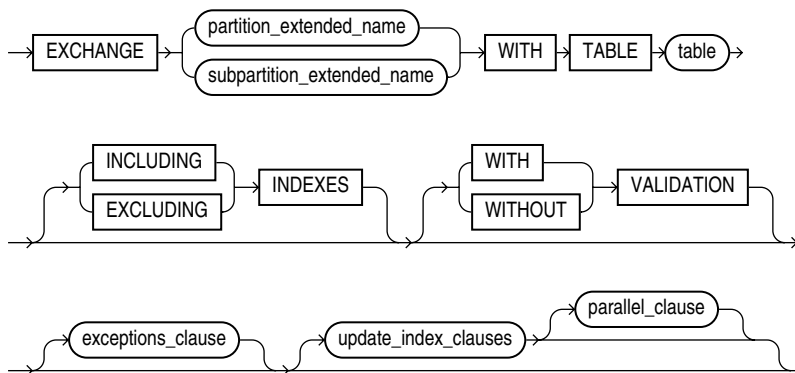 EXCHANGE partition_extended_name WITH TABLE table
subpartition_extended_name
INCLUDING INDEXES WITH VALIDATION
EXCLUDING WITHOUT
parallel_clause
exceptions_clause update_index_clauses